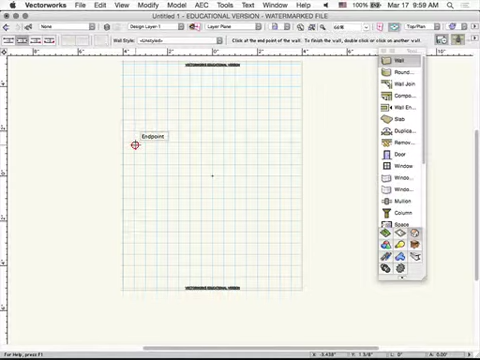 Vectorworks File Edit View Modify Model AEC Tools Text Window Help 100% Mar 17 9:59 AM
Untitled 1 - EDUCATIONAL VERSION - WATERMARKED FILE
None Design Layer 1 Layer Plane Top/Plan
Wall Style: <Unstyled> Click at the end point of the wall. To finish the wall, double click on another wall.
VECTORWORKS EDUCATIONAL VERSION
Endpoint
Wall
Round...
Wall Join
Compo...
Wall En...
Slab
Duplica...
Remov...
Door
Window
Windo...
Windo...
Mullion
Column
Space
VECTORWORKS EDUCATIONAL VERSION
For Help, press F1